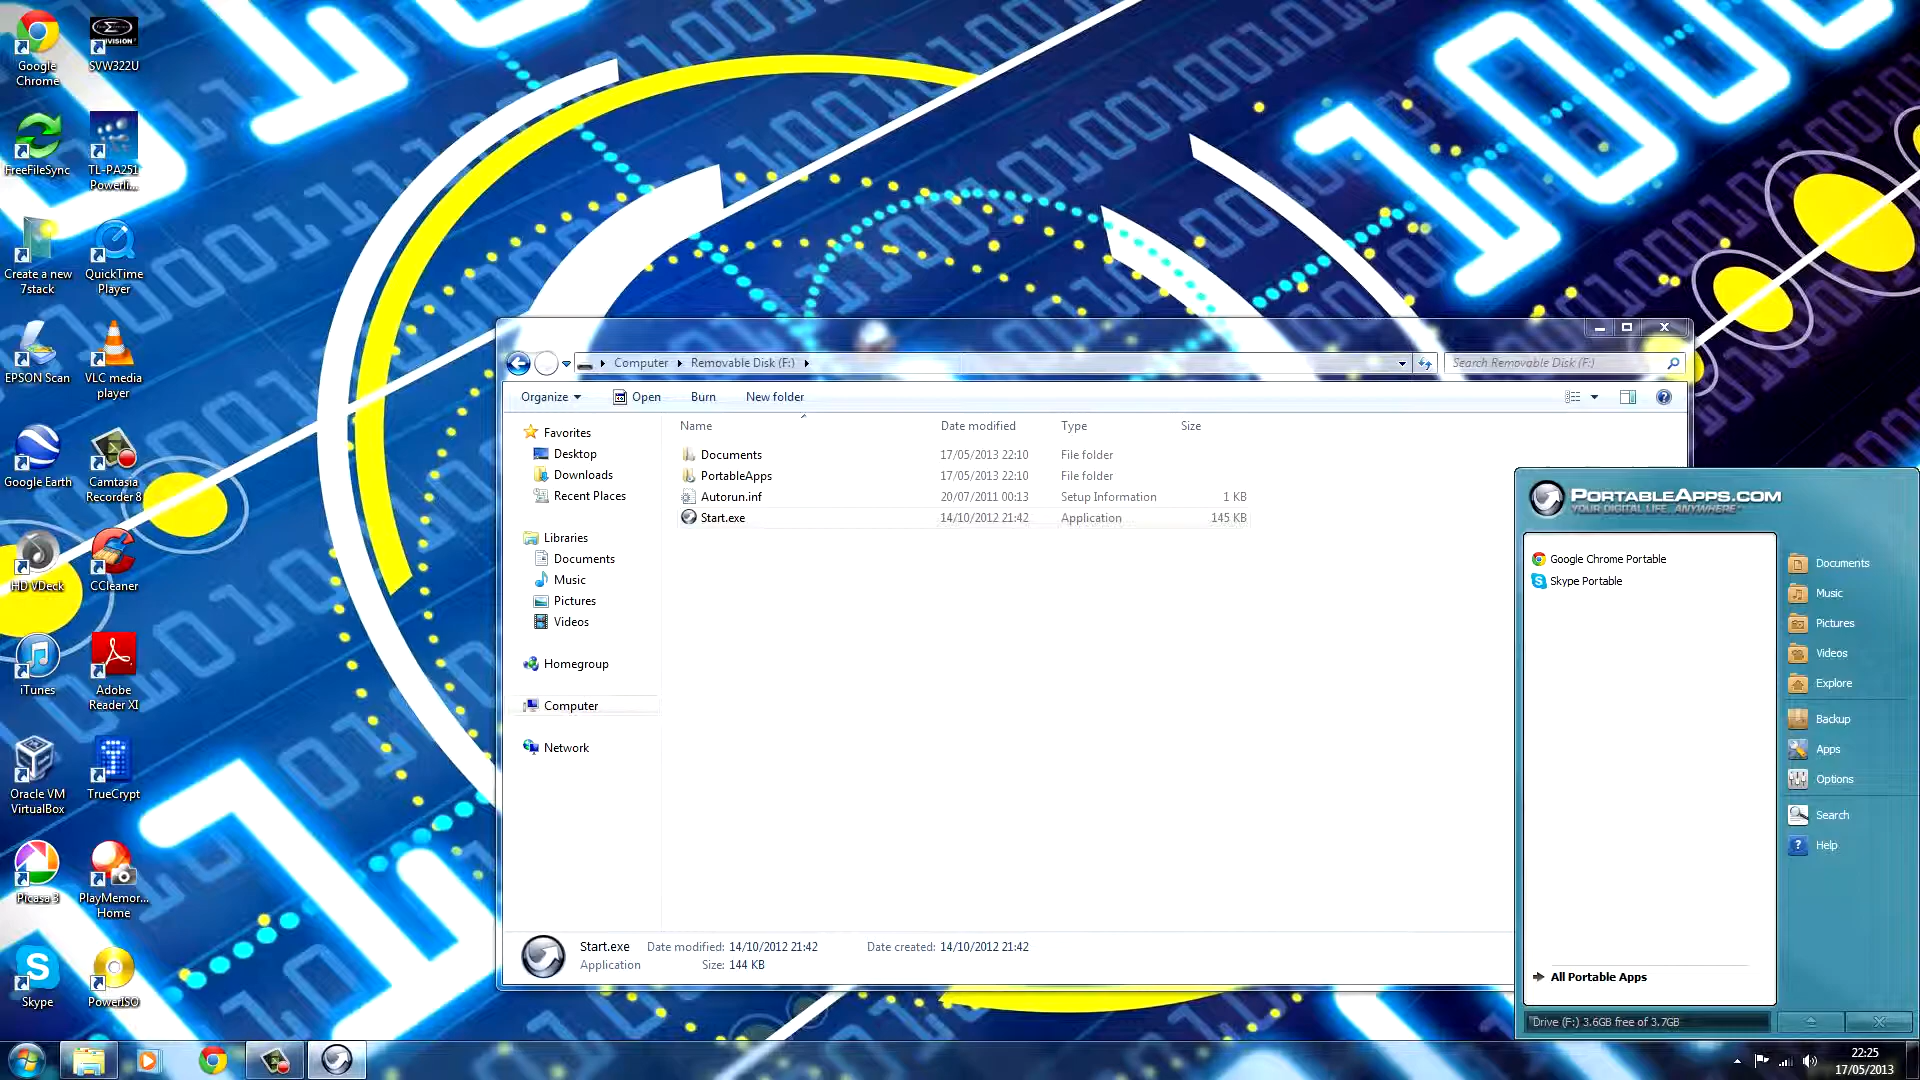 Google Chrome
SVW322U
FreeFileSync
TL-PA251 Powerli...
Create a new 7stack
QuickTime Player
EPSON Scan
VLC media player
Google Earth
Camtasia Recorder 8
HD VDeck
CCleaner
iTunes
Adobe Reader XI
Oracle VM VirtualBox
TrueCrypt
Picasa 3
PlayMemor... Home
Skype
PowerISO
Computer Removable Disk (F:)
Search Removable Disk (F:)
Organize Open Burn New folder
Name Date modified Type Size
Favorites
Desktop
Downloads
Recent Places
Libraries
Documents
Music
Pictures
Videos
Homegroup
Computer
Network
Documents 17/05/2013 22:10 File folder
PortableApps 17/05/2013 22:10 File folder
Autorun.inf 20/07/2011 00:13 Setup Information 1 KB
Start.exe 14/10/2012 21:42 Application 145 KB
Start.exe Date modified: 14/10/2012 21:42 Date created: 14/10/2012 21:42
Application Size: 144 KB
PORTABLEAPPS.COM
YOUR DIGITAL LIFE, ANYWHERE™
Google Chrome Portable
Skype Portable
All Portable Apps
Documents
Music
Pictures
Videos
Explore
Backup
Apps
Options
Search
Help
Drive (F:) 3.6GB free of 3.7GB
22:25
17/05/2013